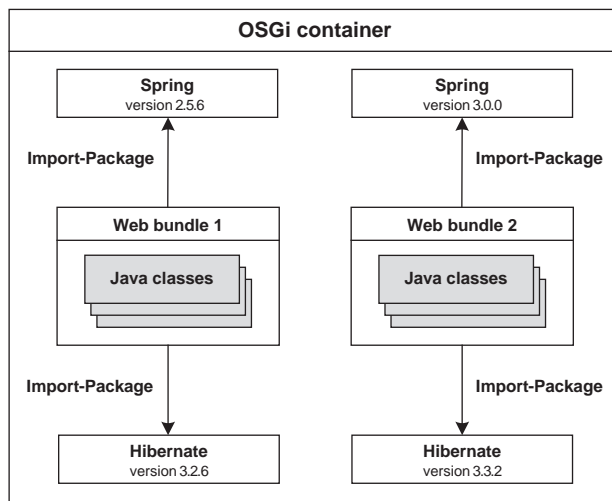 OSGi container
Spring
version 2.5.6
Spring
version 3.0.0
Import-Package
Import-Package
Web bundle 1
Web bundle 2
Java classes
Java classes
Import-Package
Import-Package
Hibernate
version 3.2.6
Hibernate
version 3.3.2